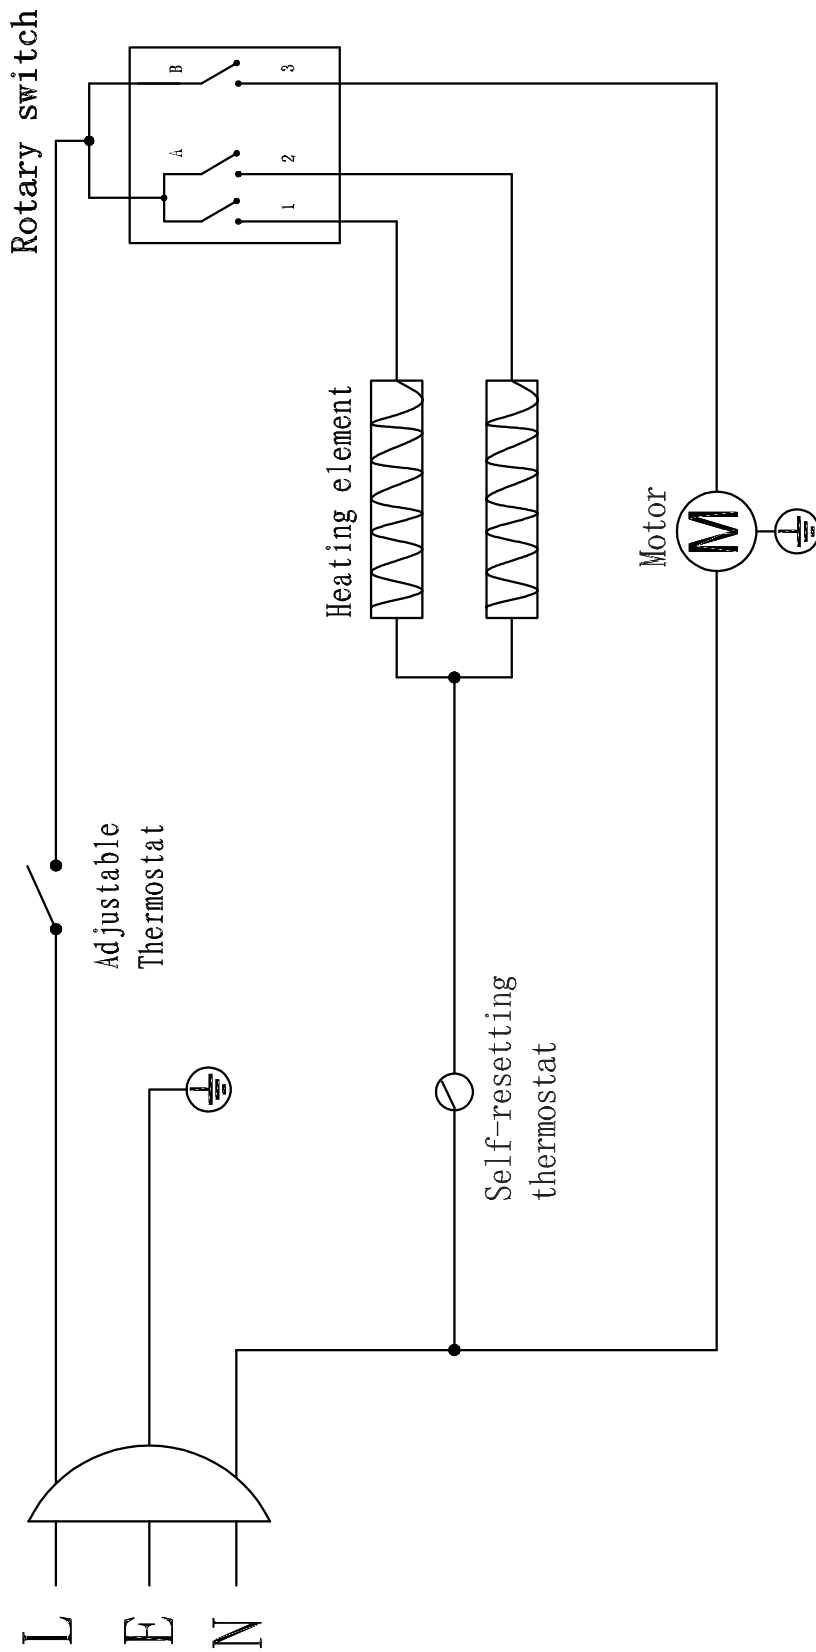 Rotary switch
B
3
A
2
1
Heating element
Motor
M
Adjustable
Thermostat
Self-resetting
thermostat
L
E
N